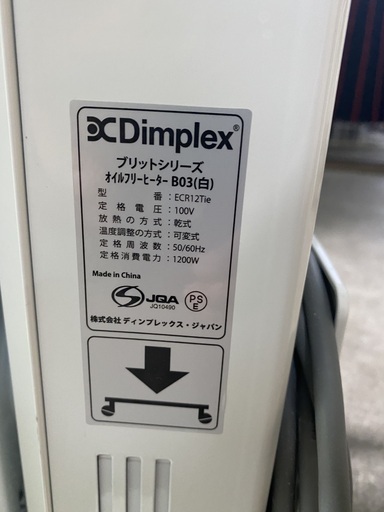 Dimplex®
ブリットシリーズ
オイルフリーヒーター B03(白)
型番：ECR12Tie
定格電圧：100V
放熱の方式：乾式
温度調整の方式：可変式
定格周波数：50/60Hz
定格消費電力：1200W
Made in China
JQA
JQ10490
PS
E
株式会社 ディンプレックス・ジャパン